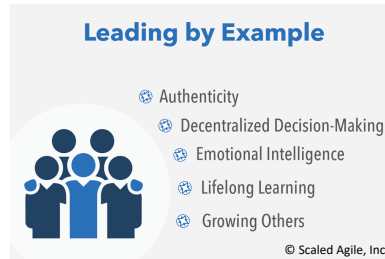 Leading by Example
Authenticity
Decentralized Decision-Making
Emotional Intelligence
Lifelong Learning
Growing Others
© Scaled Agile, Inc